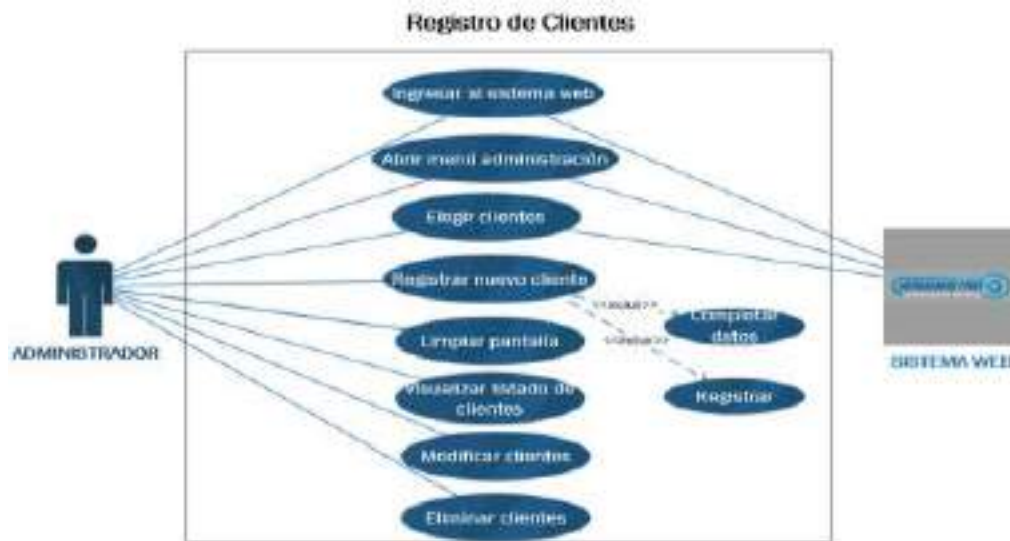 Registro de Clientes
Ingresar al sistema web
Abrir menú administración
Elegir clientes
Registrar nuevo cliente
Completar
datos
Limpiar pantalla
ADMINISTRADOR
SISTEMA WEB
Visualizar listado de
clientes
Registrar
Modificar clientes
Eliminar clientes